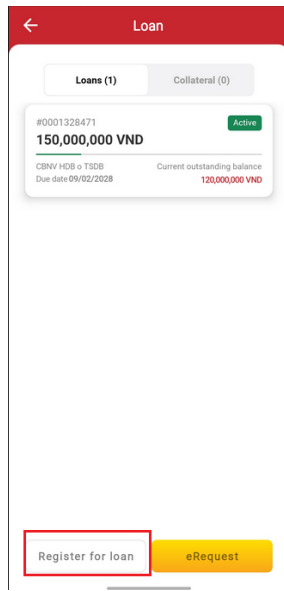 Loan
Loans (1)
Collateral (0)
#0001328471
Active
150,000,000 VND
CBNV HDB o TSDB
Current outstanding balance
Due date 09/02/2028
120,000,000 VND
Register for loan
eRequest